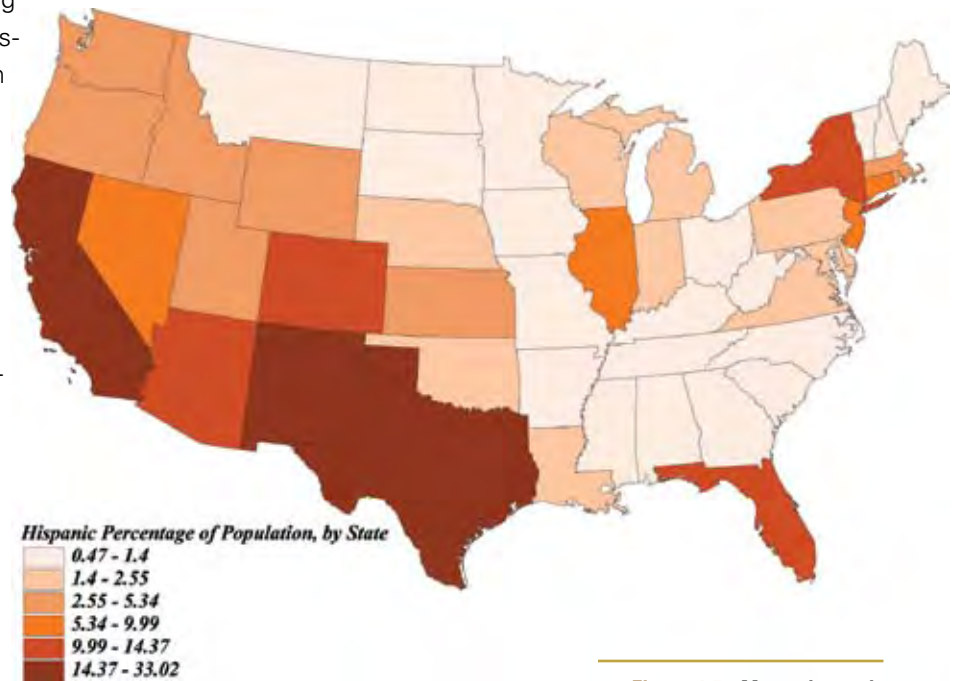 g
s-
n
Hispanic Percentage of Population, by State
0.47 - 1.4
1.4 - 2.55
2.55 - 5.34
5.34 - 9.99
9.99 - 14.37
14.37 - 33.02